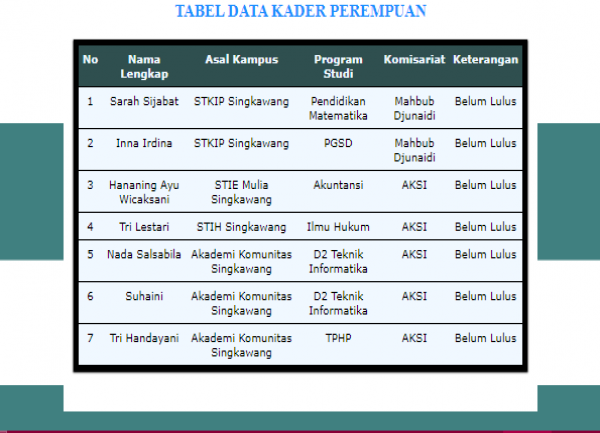 TABEL DATA KADER PEREMPUAN
No Nama Lengkap Asal Kampus Program Studi Komisariat Keterangan
1 Sarah Sijabat STKIP Singkawang Pendidikan Matematika Mahbub Djunaidi Belum Lulus
2 Inna Irdina STKIP Singkawang PGSD Mahbub Djunaidi Belum Lulus
3 Hananing Ayu Wicaksani STIE Mulia Singkawang Akuntansi AKSI Belum Lulus
4 Tri Lestari STIH Singkawang Ilmu Hukum AKSI Belum Lulus
5 Nada Salsabila Akademi Komunitas Singkawang D2 Teknik Informatika AKSI Belum Lulus
6 Suhaini Akademi Komunitas Singkawang D2 Teknik Informatika AKSI Belum Lulus
7 Tri Handayani Akademi Komunitas Singkawang TPHP AKSI Belum Lulus